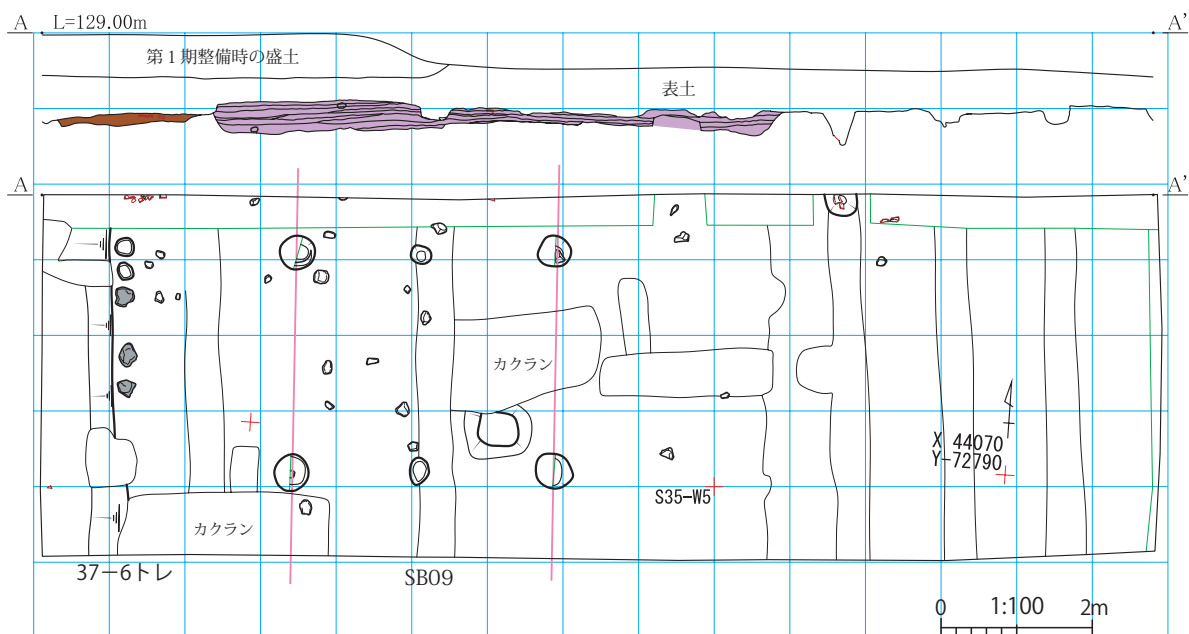 A L=129.00m A'
第1期整備時の盛土
表土
A A'
カクラン
X 44070
Y-72790
S35-W5
カクラン
37-6トレ
SB09
0 1:100 2m